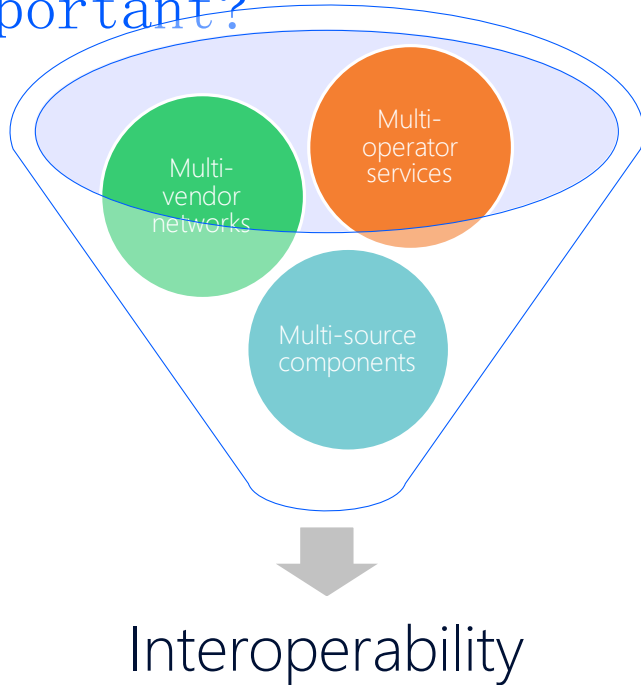 portant?
Multi-
operator
services
Multi-
vendor
networks
Multi-source
components
Interoperability